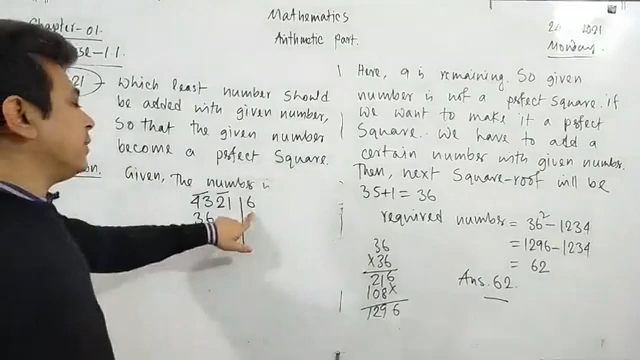 Mathematics
Arithmetic part.
Chapter-01
-1.1
20 2021
Monday
21 - Which least number should
be added with given number,
So that the given number
become a perfect Square.
Given, The number is
4321 | 6
36
Here, 9 is remaining. So given
number is not a perfect square. if
We want to make it a perfect
Square. We have to add a
certain number with given number.
Then, next Square-root will be
35+1 = 36
required number = 36²-1234
= 1296-1234
= 62
Ans. 62
36
×36
216
108×
1296